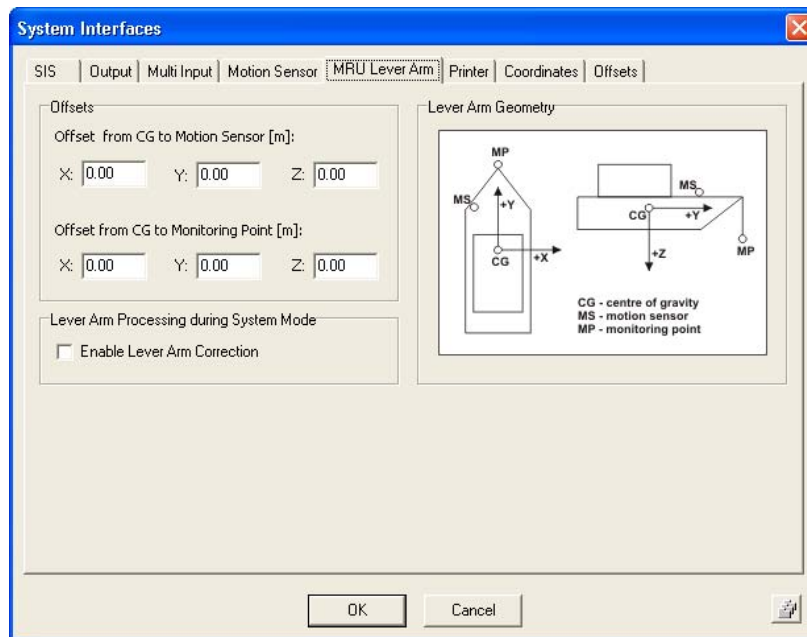 System Interfaces
SIS Output Multi Input Motion Sensor MRU Lever Arm Printer Coordinates Offsets
Offsets
Offset from CG to Motion Sensor [m]:
X: 0.00 Y: 0.00 Z: 0.00
Offset from CG to Monitoring Point [m]:
X: 0.00 Y: 0.00 Z: 0.00
Lever Arm Processing during System Mode
Enable Lever Arm Correction
Lever Arm Geometry
MP
MS
+Y
CG
+X
MS
CG
+Y
+Z
MP
CG - centre of gravity
MS - motion sensor
MP - monitoring point
OK Cancel